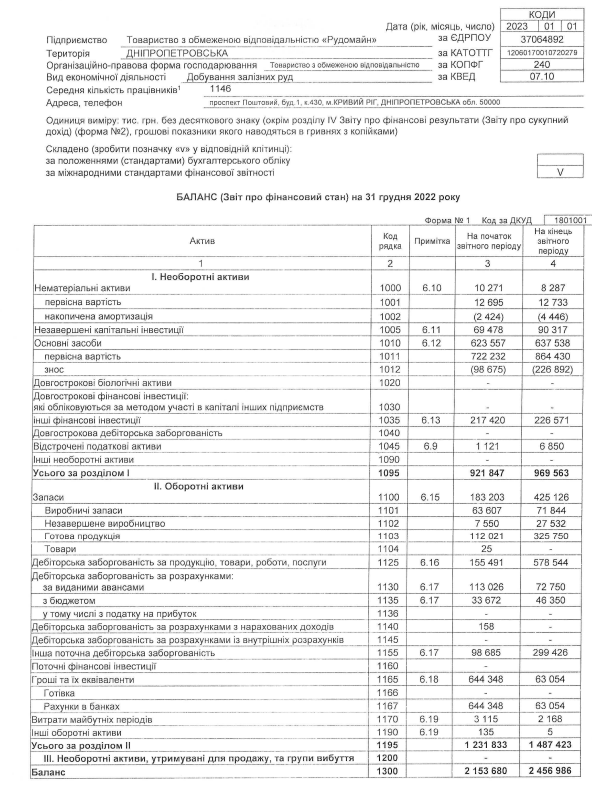 КОДИ
Дата (рік, місяць, число) 2023 01 01
Підприємство Товариство з обмеженою відповідальністю «Рудомайн» за ЄДРПОУ 37064892
Територія ДНІПРОПЕТРОВСЬКА за КАТОТТГ 12060170010720279
Організаційно-правова форма господарювання Товариство з обмеженою відповідальністю за КОПФГ 240
Вид економічної діяльності Добування залізних руд за КВЕД 07.10
Середня кількість працівників¹ 1146
Адреса, телефон проспект Поштовий, буд.1, к.430, м.КРИВИЙ РІГ, ДНІПРОПЕТРОВСЬКА обл. 50000
Одиниця виміру: тис. грн. без десяткового знаку (окрім розділу IV Звіту про фінансові результати (Звіту про сукупний
дохід) (форма №2), грошові показники якого наводяться в гривнях з копійками)
Складено (зробити позначку «v» у відповідній клітинці):
за положеннями (стандартами) бухгалтерського обліку
за міжнародними стандартами фінансової звітності V
БАЛАНС (Звіт про фінансовий стан) на 31 грудня 2022 року
Форма № 1 Код за ДКУД 1801001
Актив Код рядка Примітка На початок звітного періоду На кінець звітного періоду
1 2 3 4
I. Необоротні активи
Нематеріальні активи 1000 6.10 10 271 8 287
первісна вартість 1001 12 695 12 733
накопичена амортизація 1002 (2 424) (4 446)
Незавершені капітальні інвестиції 1005 6.11 69 478 90 317
Основні засоби 1010 6.12 623 557 637 538
первісна вартість 1011 722 232 864 430
знос 1012 (98 675) (226 892)
Довгострокові біологічні активи 1020 - -
Довгострокові фінансові інвестиції:
які обліковуються за методом участі в капіталі інших підприємств 1030 - -
інші фінансові інвестиції 1035 6.13 217 420 226 571
Довгострокова дебіторська заборгованість 1040 - -
Відстрочені податкові активи 1045 6.9 1 121 6 850
Інші необоротні активи 1090 - -
Усього за розділом I 1095 921 847 969 563
II. Оборотні активи
Запаси 1100 6.15 183 203 425 126
Виробничі запаси 1101 63 607 71 844
Незавершене виробництво 1102 7 550 27 532
Готова продукція 1103 112 021 325 750
Товари 1104 25 -
Дебіторська заборгованість за продукцію, товари, роботи, послуги 1125 6.16 155 491 578 544
Дебіторська заборгованість за розрахунками:
за виданими авансами 1130 6.17 113 026 72 750
з бюджетом 1135 6.17 33 672 46 350
у тому числі з податку на прибуток 1136 - -
Дебіторська заборгованість за розрахунками з нарахованих доходів 1140 158 -
Дебіторська заборгованість за розрахунками із внутрішніх розрахунків 1145 - -
Інша поточна дебіторська заборгованість 1155 6.17 98 685 299 426
Поточні фінансові інвестиції 1160 - -
Гроші та їх еквіваленти 1165 6.18 644 348 63 054
Готівка 1166 - -
Рахунки в банках 1167 644 348 63 054
Витрати майбутніх періодів 1170 6.19 3 115 2 168
Інші оборотні активи 1190 6.19 135 5
Усього за розділом II 1195 1 231 833 1 487 423
III. Необоротні активи, утримувані для продажу, та групи вибуття 1200 - -
Баланс 1300 2 153 680 2 456 986